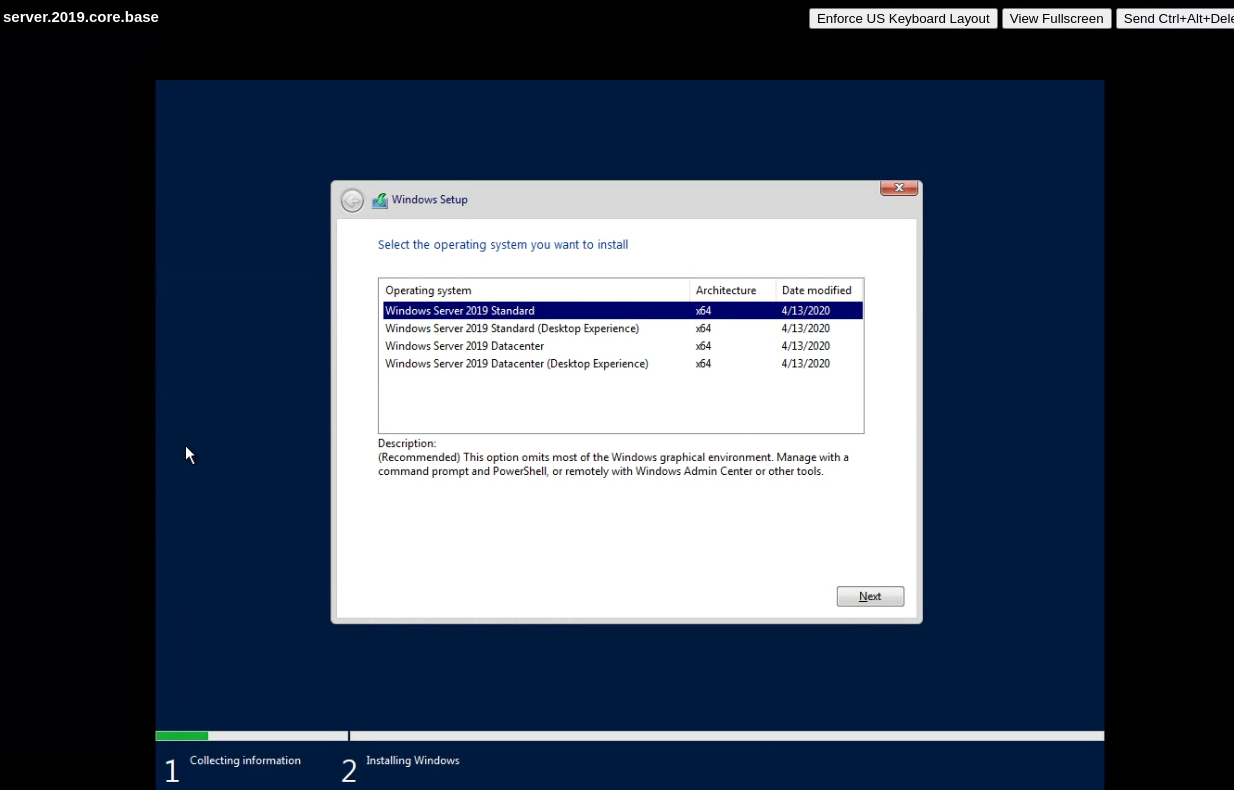 server.2019.core.base
Enforce US Keyboard Layout View Fullscreen Send Ctrl+Alt+Dele
Windows Setup
Select the operating system you want to install
Operating system Architecture Date modified
Windows Server 2019 Standard x64 4/13/2020
Windows Server 2019 Standard (Desktop Experience) x64 4/13/2020
Windows Server 2019 Datacenter x64 4/13/2020
Windows Server 2019 Datacenter (Desktop Experience) x64 4/13/2020
Description:
(Recommended) This option omits most of the Windows graphical environment. Manage with a
command prompt and PowerShell, or remotely with Windows Admin Center or other tools.
Next
1 Collecting information 2 Installing Windows